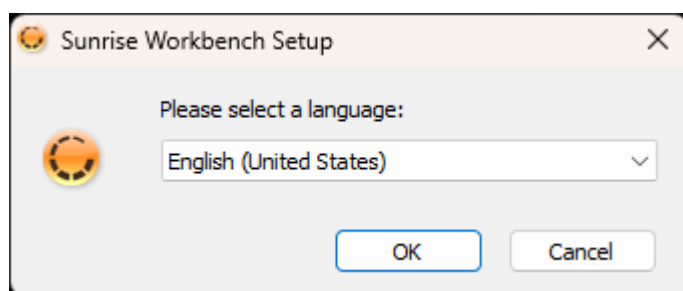 Sunrise Workbench Setup
Please select a language:
English (United States)
OK
Cancel